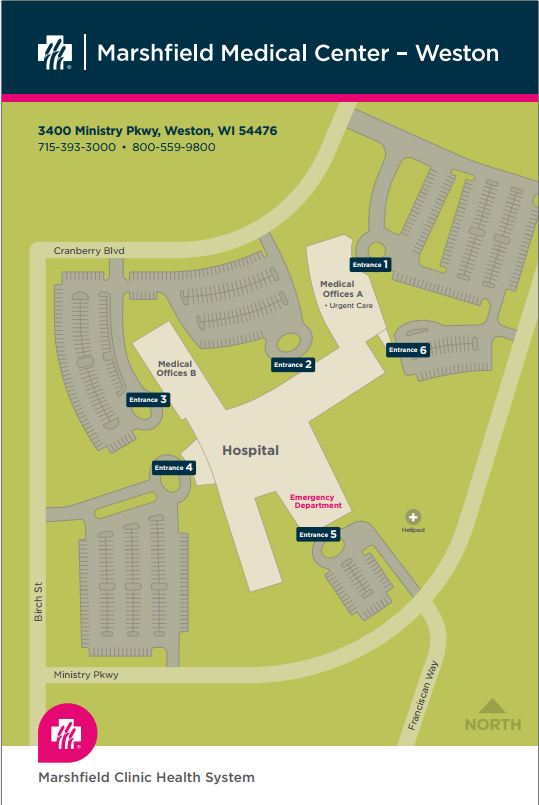 Marshfield Medical Center – Weston
3400 Ministry Pkwy, Weston, WI 54476
715-393-3000 • 800-559-9800
Cranberry Blvd
Entrance 1
Medical
Offices A
• Urgent Care
Entrance 6
Entrance 2
Medical
Offices B
Entrance 3
Hospital
Entrance 4
Emergency
Department
Entrance 5
Helipad
Birch St
Ministry Pkwy
Franciscan Way
NORTH
Marshfield Clinic Health System